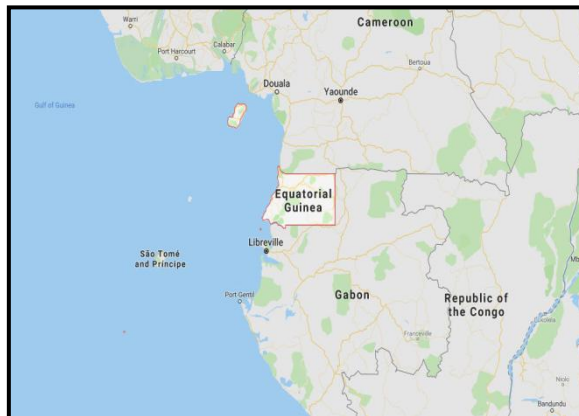 Warri
Port Harcourt
Calabar
Cameroon
Bertoua
Douala
Yaounde
Gulf of Guinea
Equatorial
Guinea
Libreville
São Tomé
and Príncipe
Port Gentil
Gabon
Republic of
the Congo
Franceville
Bandundu